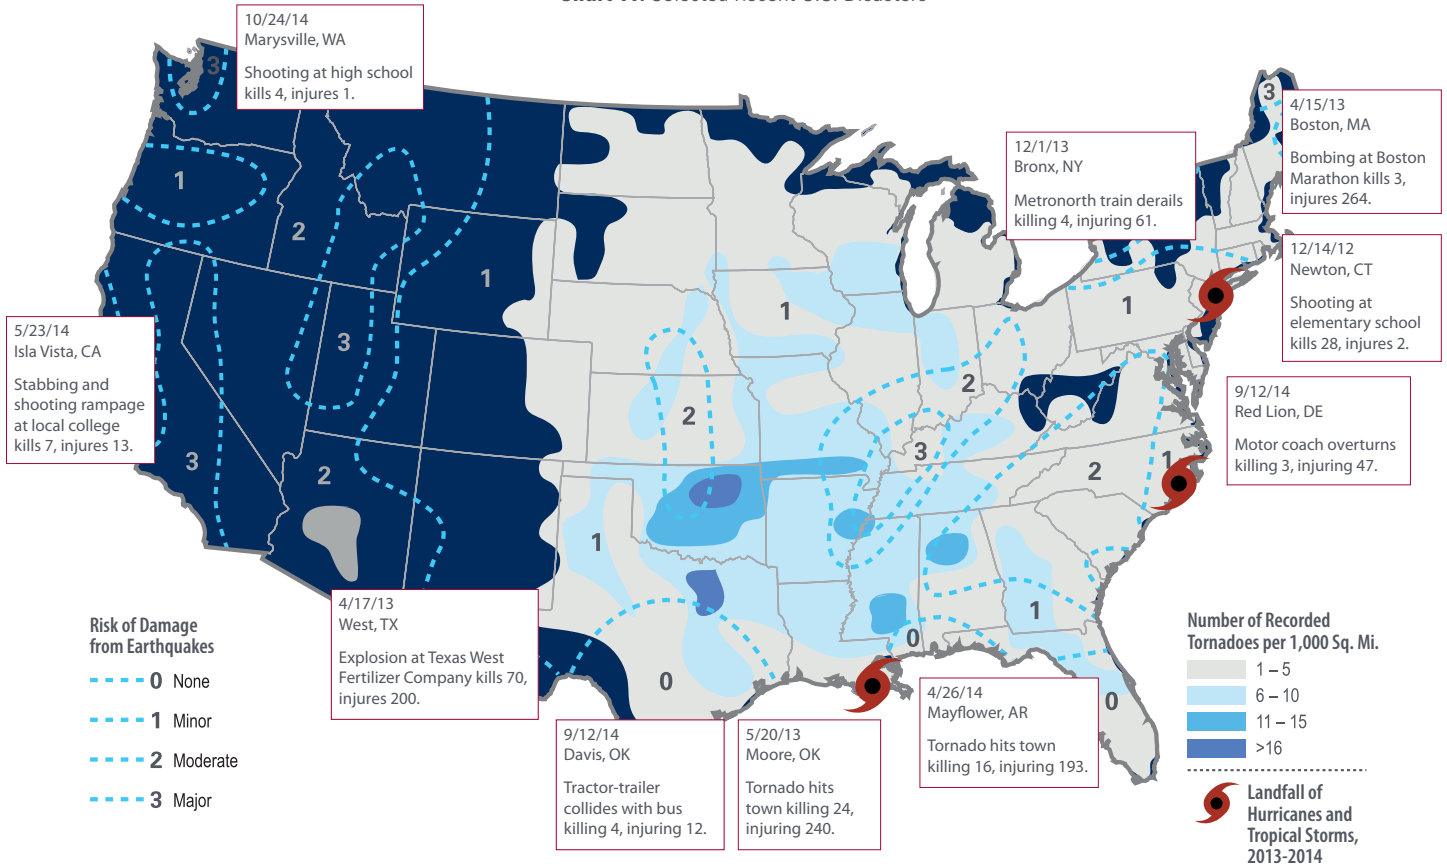 Chart A. Selected Recent U.S. Disasters
10/24/14
Marysville, WA
Shooting at high school
kills 4, injures 1.
4/15/13
Boston, MA
Bombing at Boston
Marathon kills 3,
injures 264.
12/1/13
Bronx, NY
Metronorth train derails
killing 4, injuring 61.
12/14/12
Newton, CT
Shooting at
elementary school
kills 28, injures 2.
5/23/14
Isla Vista, CA
Stabbing and
shooting rampage
at local college
kills 7, injures 13.
9/12/14
Red Lion, DE
Motor coach overturns
killing 3, injuring 47.
3
3
1
2
1
1
1
3
2
2
3
3
2
2
1
1
1
0
0
0
4/17/13
West, TX
Explosion at Texas West
Fertilizer Company kills 70,
injures 200.
9/12/14
Davis, OK
Tractor-trailer
collides with bus
killing 4, injuring 12.
5/20/13
Moore, OK
Tornado hits
town killing 24,
injuring 240.
4/26/14
Mayflower, AR
Tornado hits town
killing 16, injuring 193.
Risk of Damage
from Earthquakes
0 None
1 Minor
2 Moderate
3 Major
Number of Recorded
Tornadoes per 1,000 Sq. Mi.
1 – 5
6 – 10
11 – 15
>16
Landfall of
Hurricanes and
Tropical Storms,
2013-2014